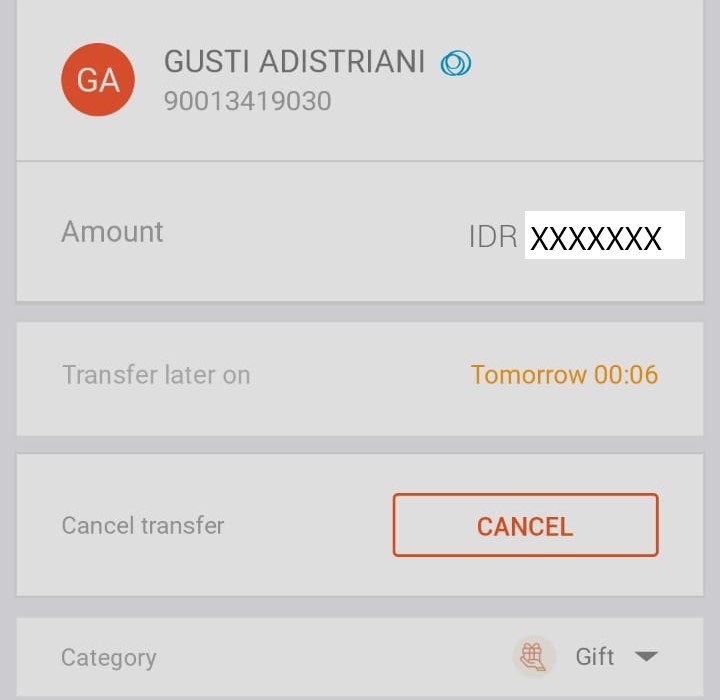 GA
GUSTI ADISTRIANI
90013419030
Amount
IDR XXXXXXX
Transfer later on
Tomorrow 00:06
Cancel transfer
CANCEL
Category
Gift